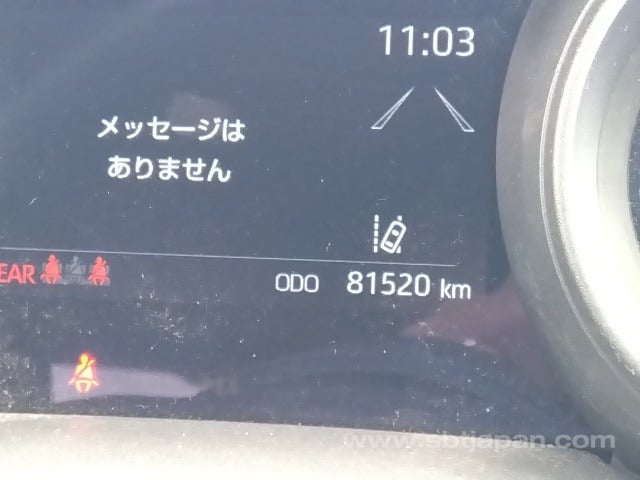 11:03
メッセージは
ありません
EAR
ODO 81520 km
www.sbtjapan.com